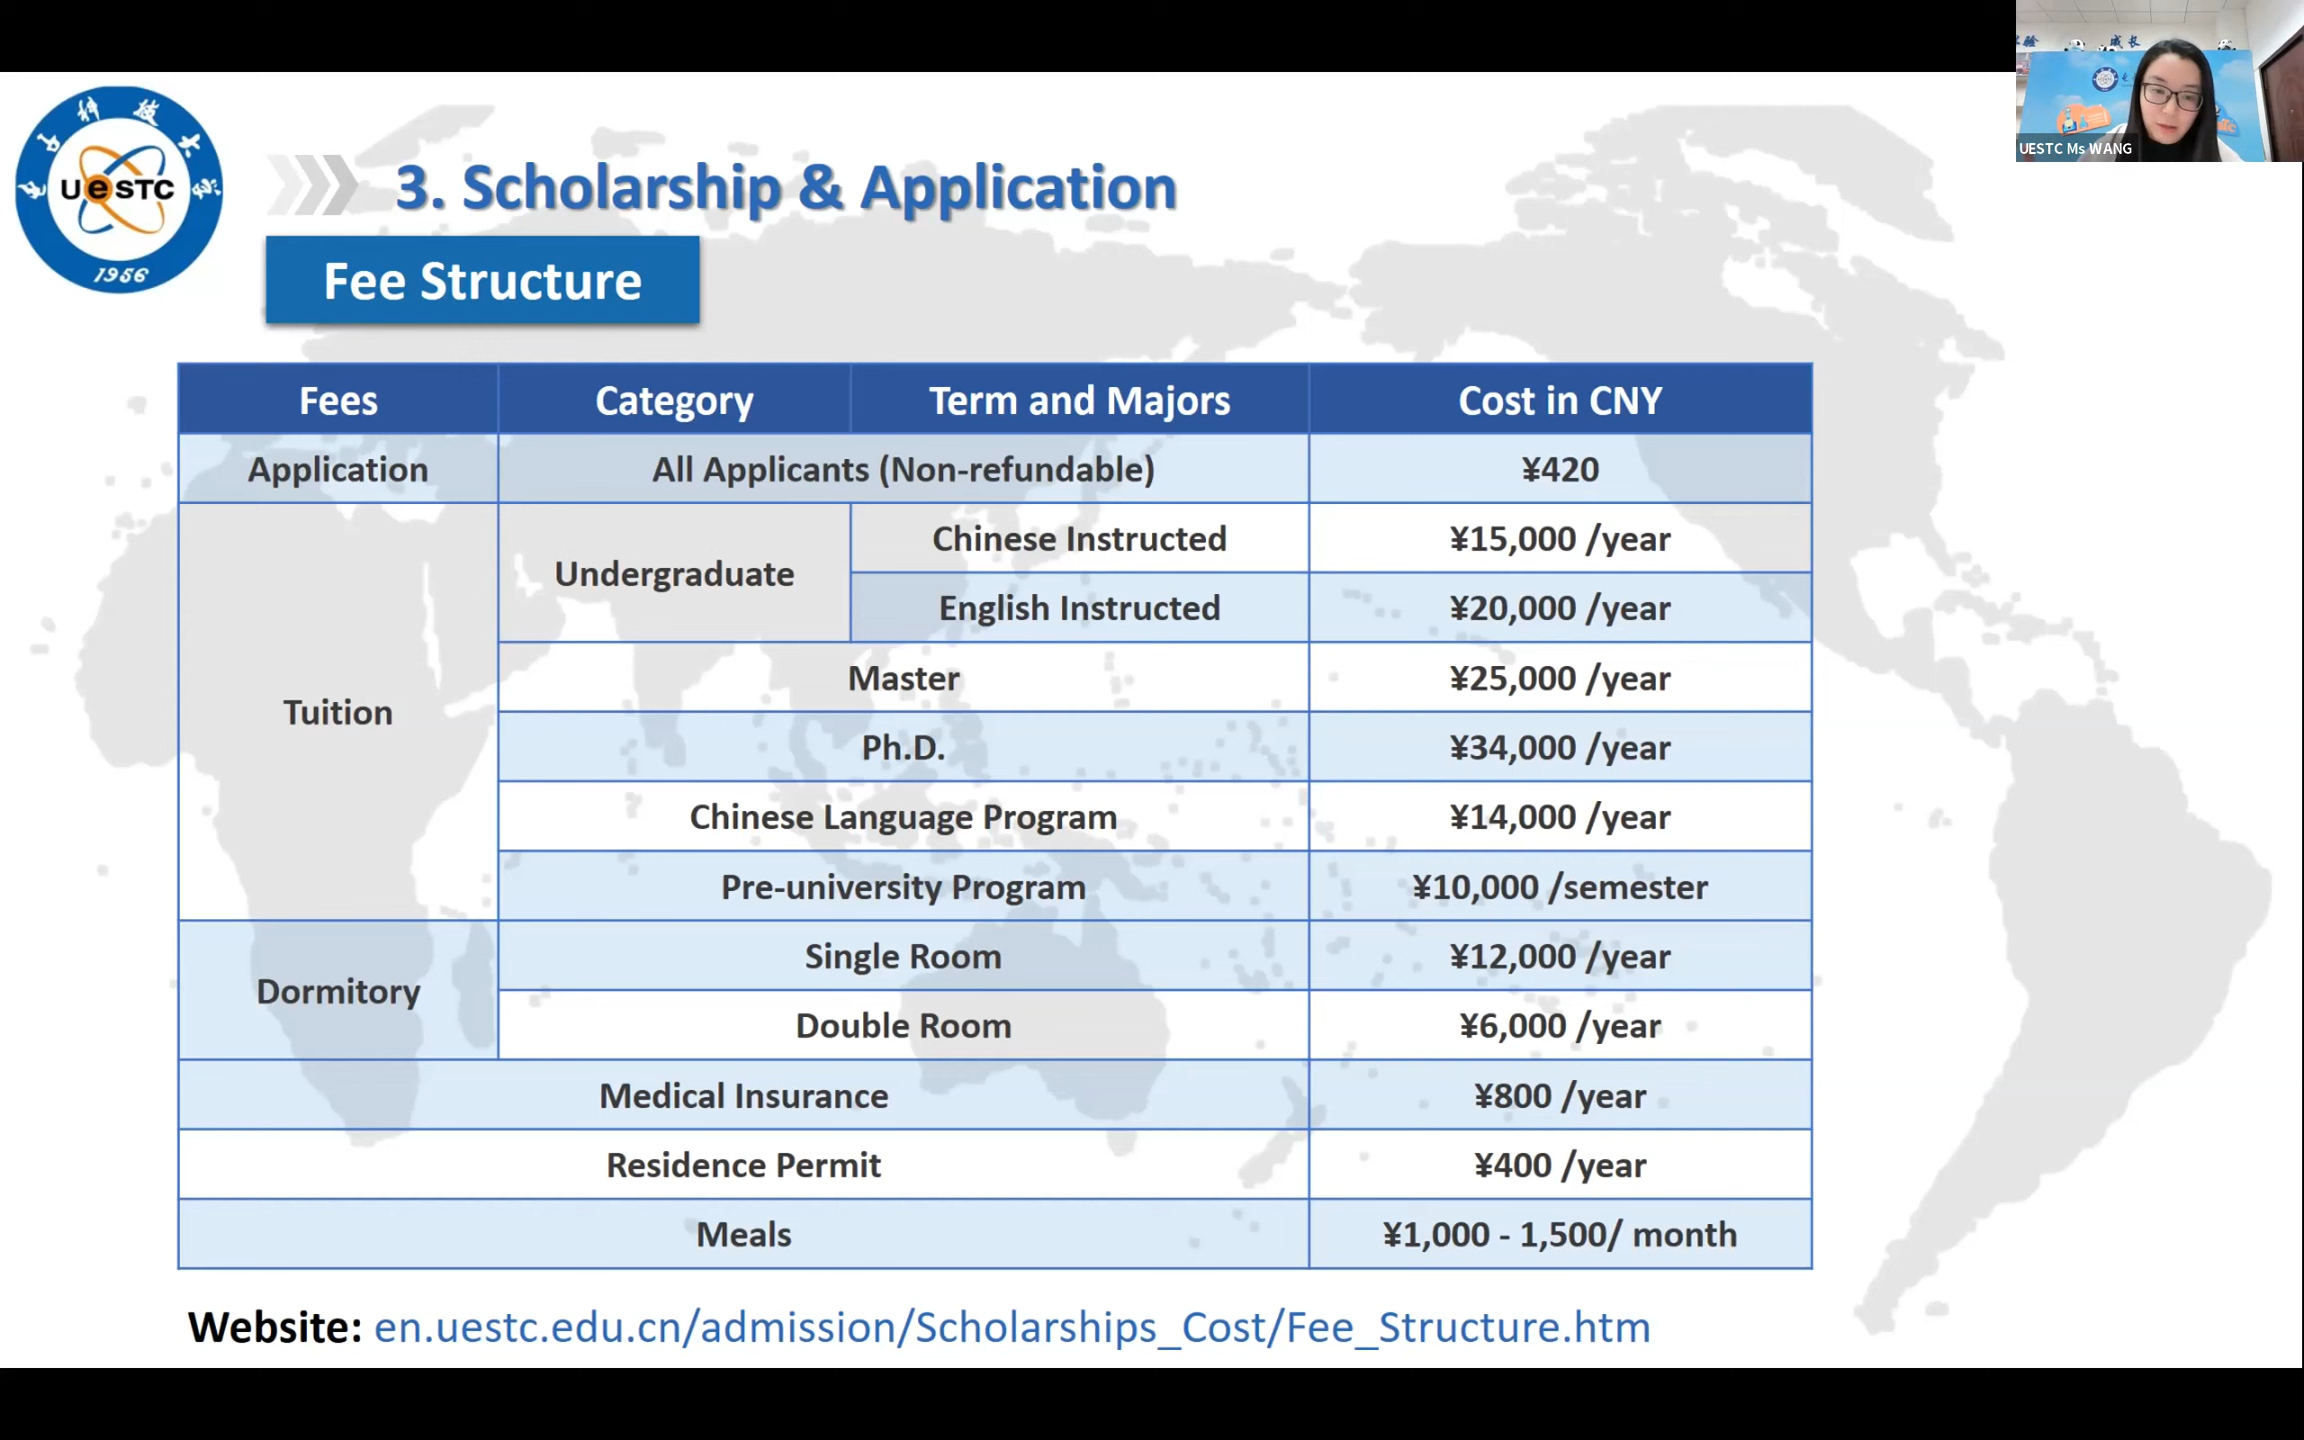 成长
UESTC Ms WANG
UeSTC
1956
3. Scholarship & Application
Fee Structure
Fees Category Term and Majors Cost in CNY
Application All Applicants (Non-refundable) ¥420
Tuition Undergraduate Chinese Instructed ¥15,000 /year
English Instructed ¥20,000 /year
Master ¥25,000 /year
Ph.D. ¥34,000 /year
Chinese Language Program ¥14,000 /year
Pre-university Program ¥10,000 /semester
Dormitory Single Room ¥12,000 /year
Double Room ¥6,000 /year
Medical Insurance ¥800 /year
Residence Permit ¥400 /year
Meals ¥1,000 - 1,500/ month
Website: en.uestc.edu.cn/admission/Scholarships_Cost/Fee_Structure.htm